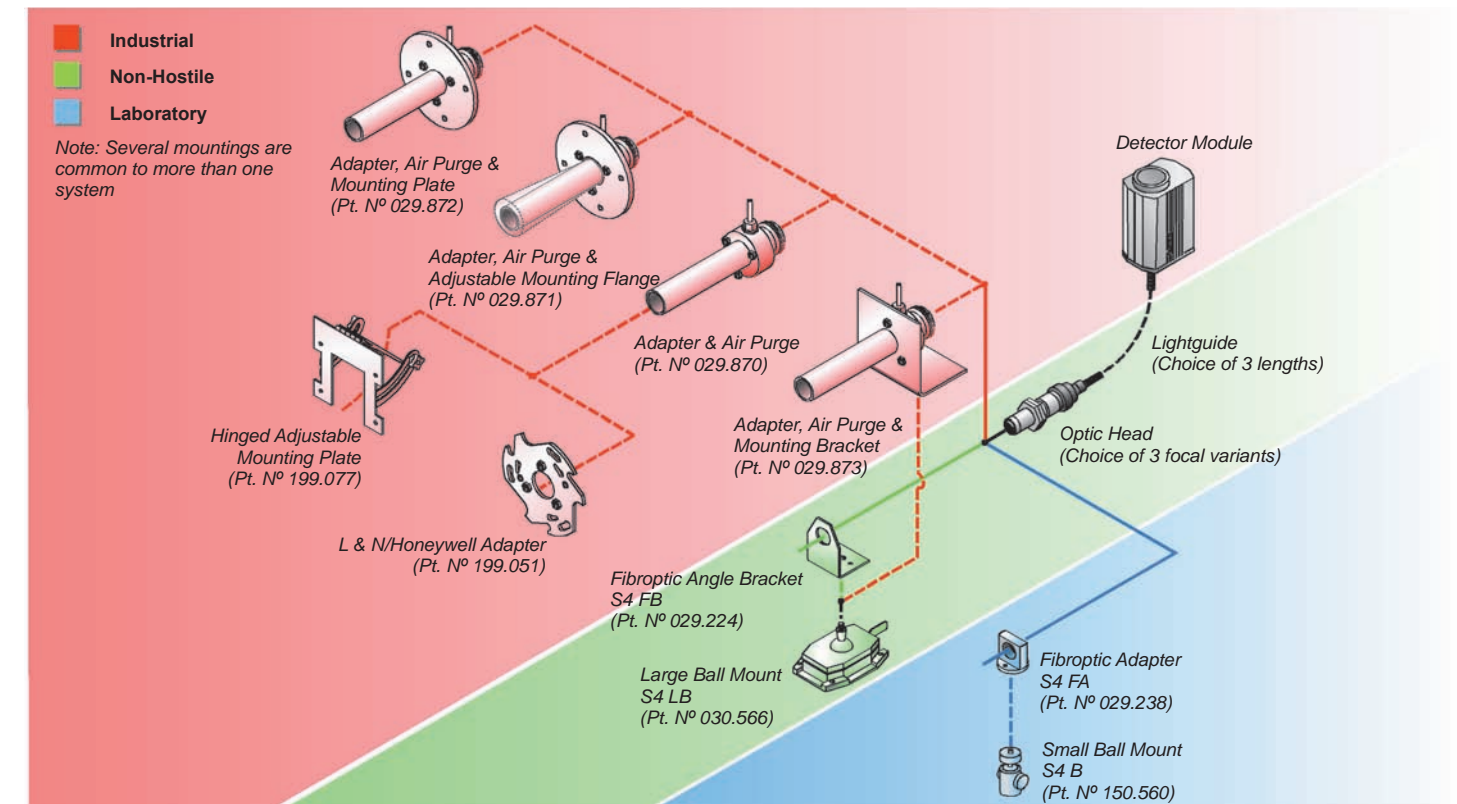 Industrial
Non-Hostile
Laboratory
Note: Several mountings are
common to more than one
system
Adapter, Air Purge &
Mounting Plate
(Pt. Nº 029.872)
Detector Module
Adapter, Air Purge &
Adjustable Mounting Flange
(Pt. Nº 029.871)
Adapter & Air Purge
(Pt. Nº 029.870)
Lightguide
(Choice of 3 lengths)
Hinged Adjustable
Mounting Plate
(Pt. Nº 199.077)
Adapter, Air Purge &
Mounting Bracket
(Pt. Nº 029.873)
Optic Head
(Choice of 3 focal variants)
L & N/Honeywell Adapter
(Pt. Nº 199.051)
Fibroptic Angle Bracket
S4 FB
(Pt. Nº 029.224)
Large Ball Mount
S4 LB
(Pt. Nº 030.566)
Fibroptic Adapter
S4 FA
(Pt. Nº 029.238)
Small Ball Mount
S4 B
(Pt. Nº 150.560)